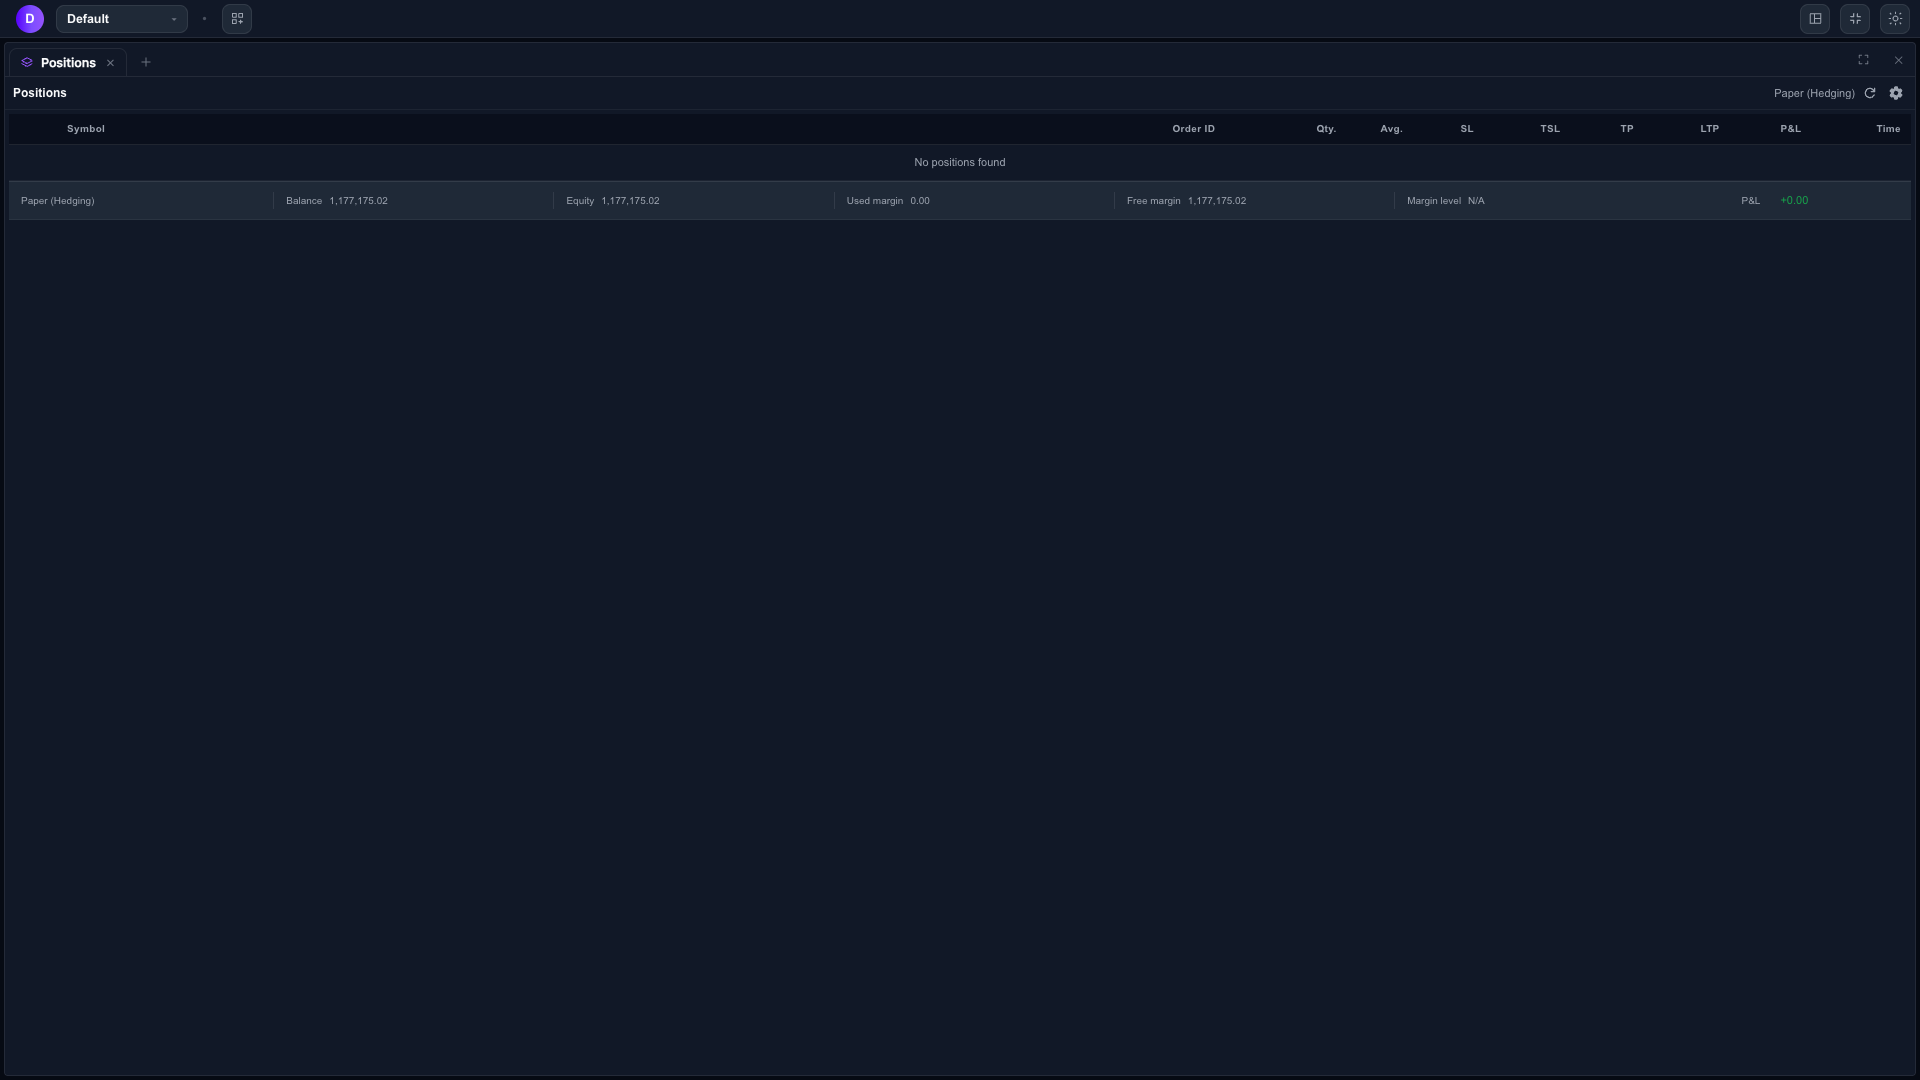 D Default
Positions
Positions Paper (Hedging)
Symbol Order ID Qty. Avg. SL TSL TP LTP P&L Time
No positions found
Paper (Hedging) Balance 1,177,175.02 Equity 1,177,175.02 Used margin 0.00 Free margin 1,177,175.02 Margin level N/A P&L +0.00